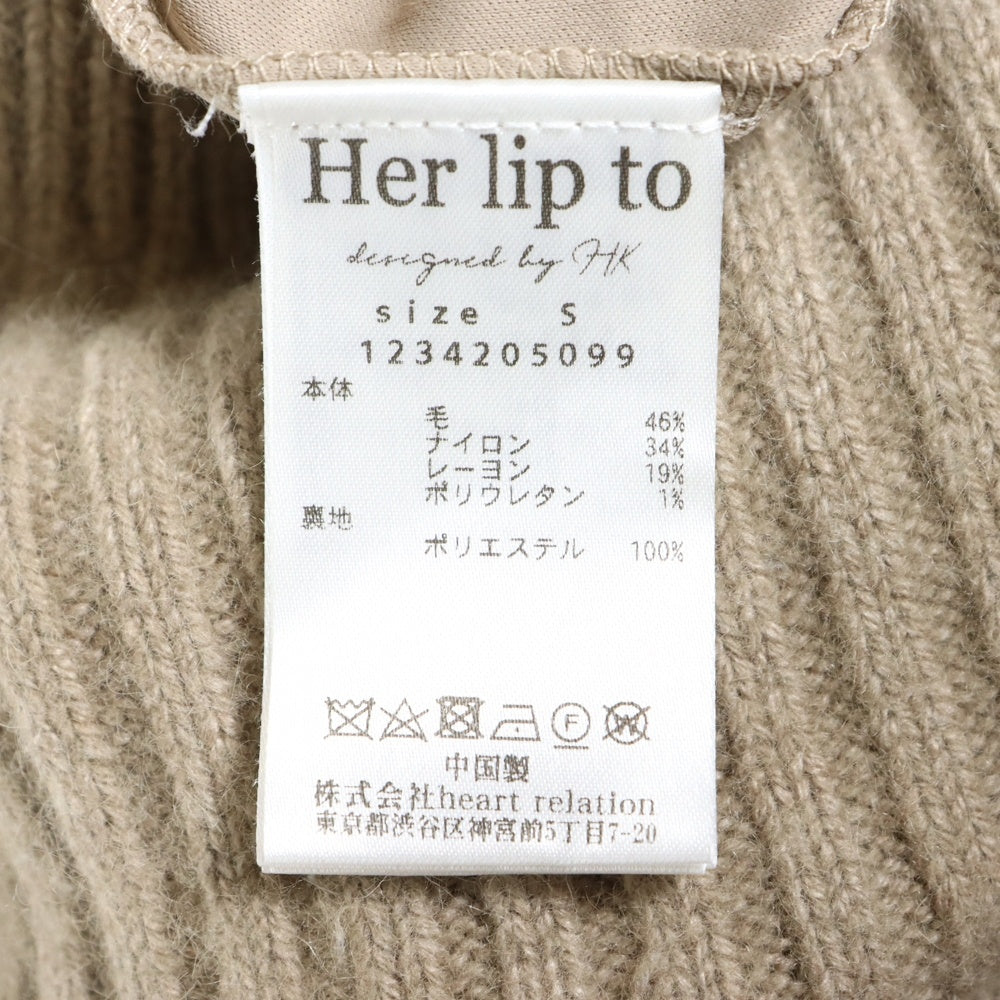 Her lip to
designed by HK
size S
1234205099
本体
毛 46%
ナイロン 34%
レーヨン 19%
ポリウレタン 1%
裏地
ポリエステル 100%
F W
中国製
株式会社heart relation
東京都渋谷区神宮前5丁目7-20